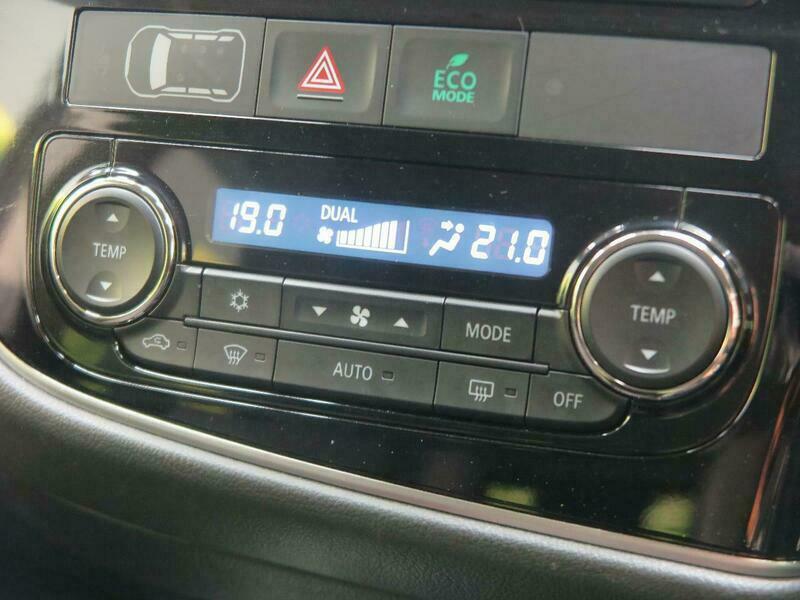 ECO
MODE
19.0
DUAL
21.0
TEMP
TEMP
MODE
AUTO
OFF